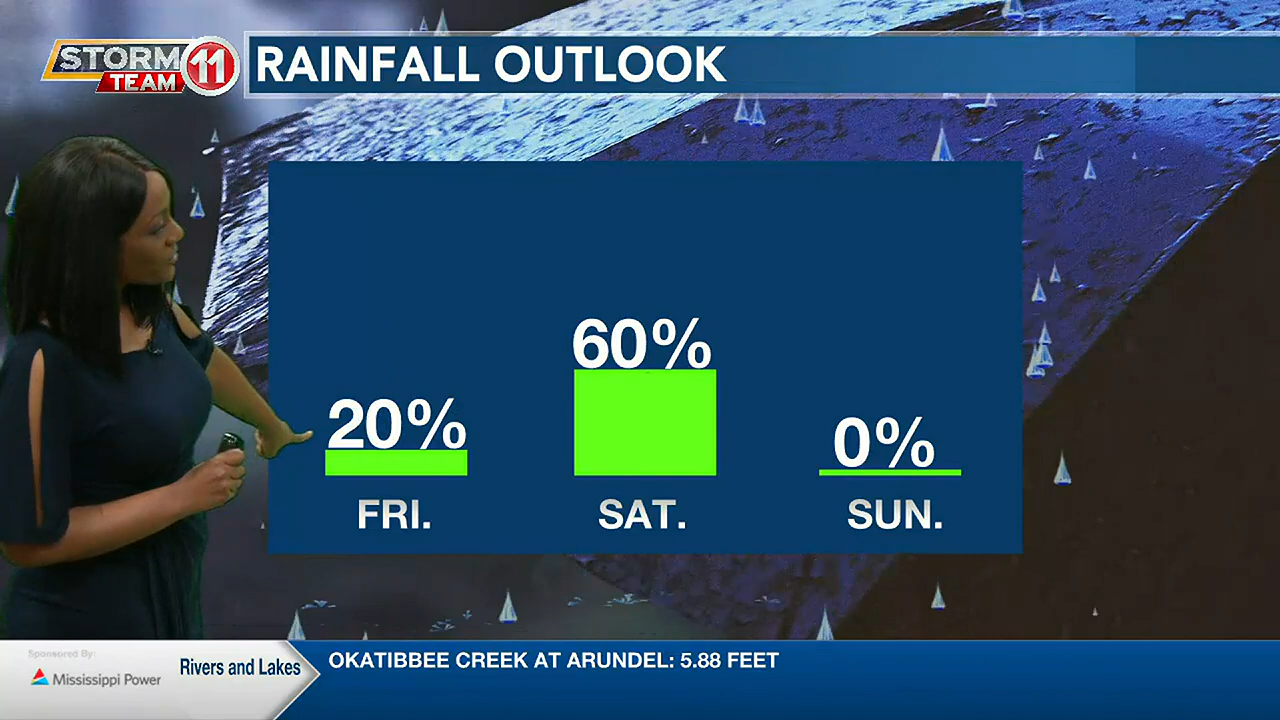 STORM
TEAM
11
RAINFALL OUTLOOK
20%
60%
0%
FRI.
SAT.
SUN.
Sponsored By:
Mississippi Power
Rivers and Lakes
OKATIBBEE CREEK AT ARUNDEL: 5.88 FEET